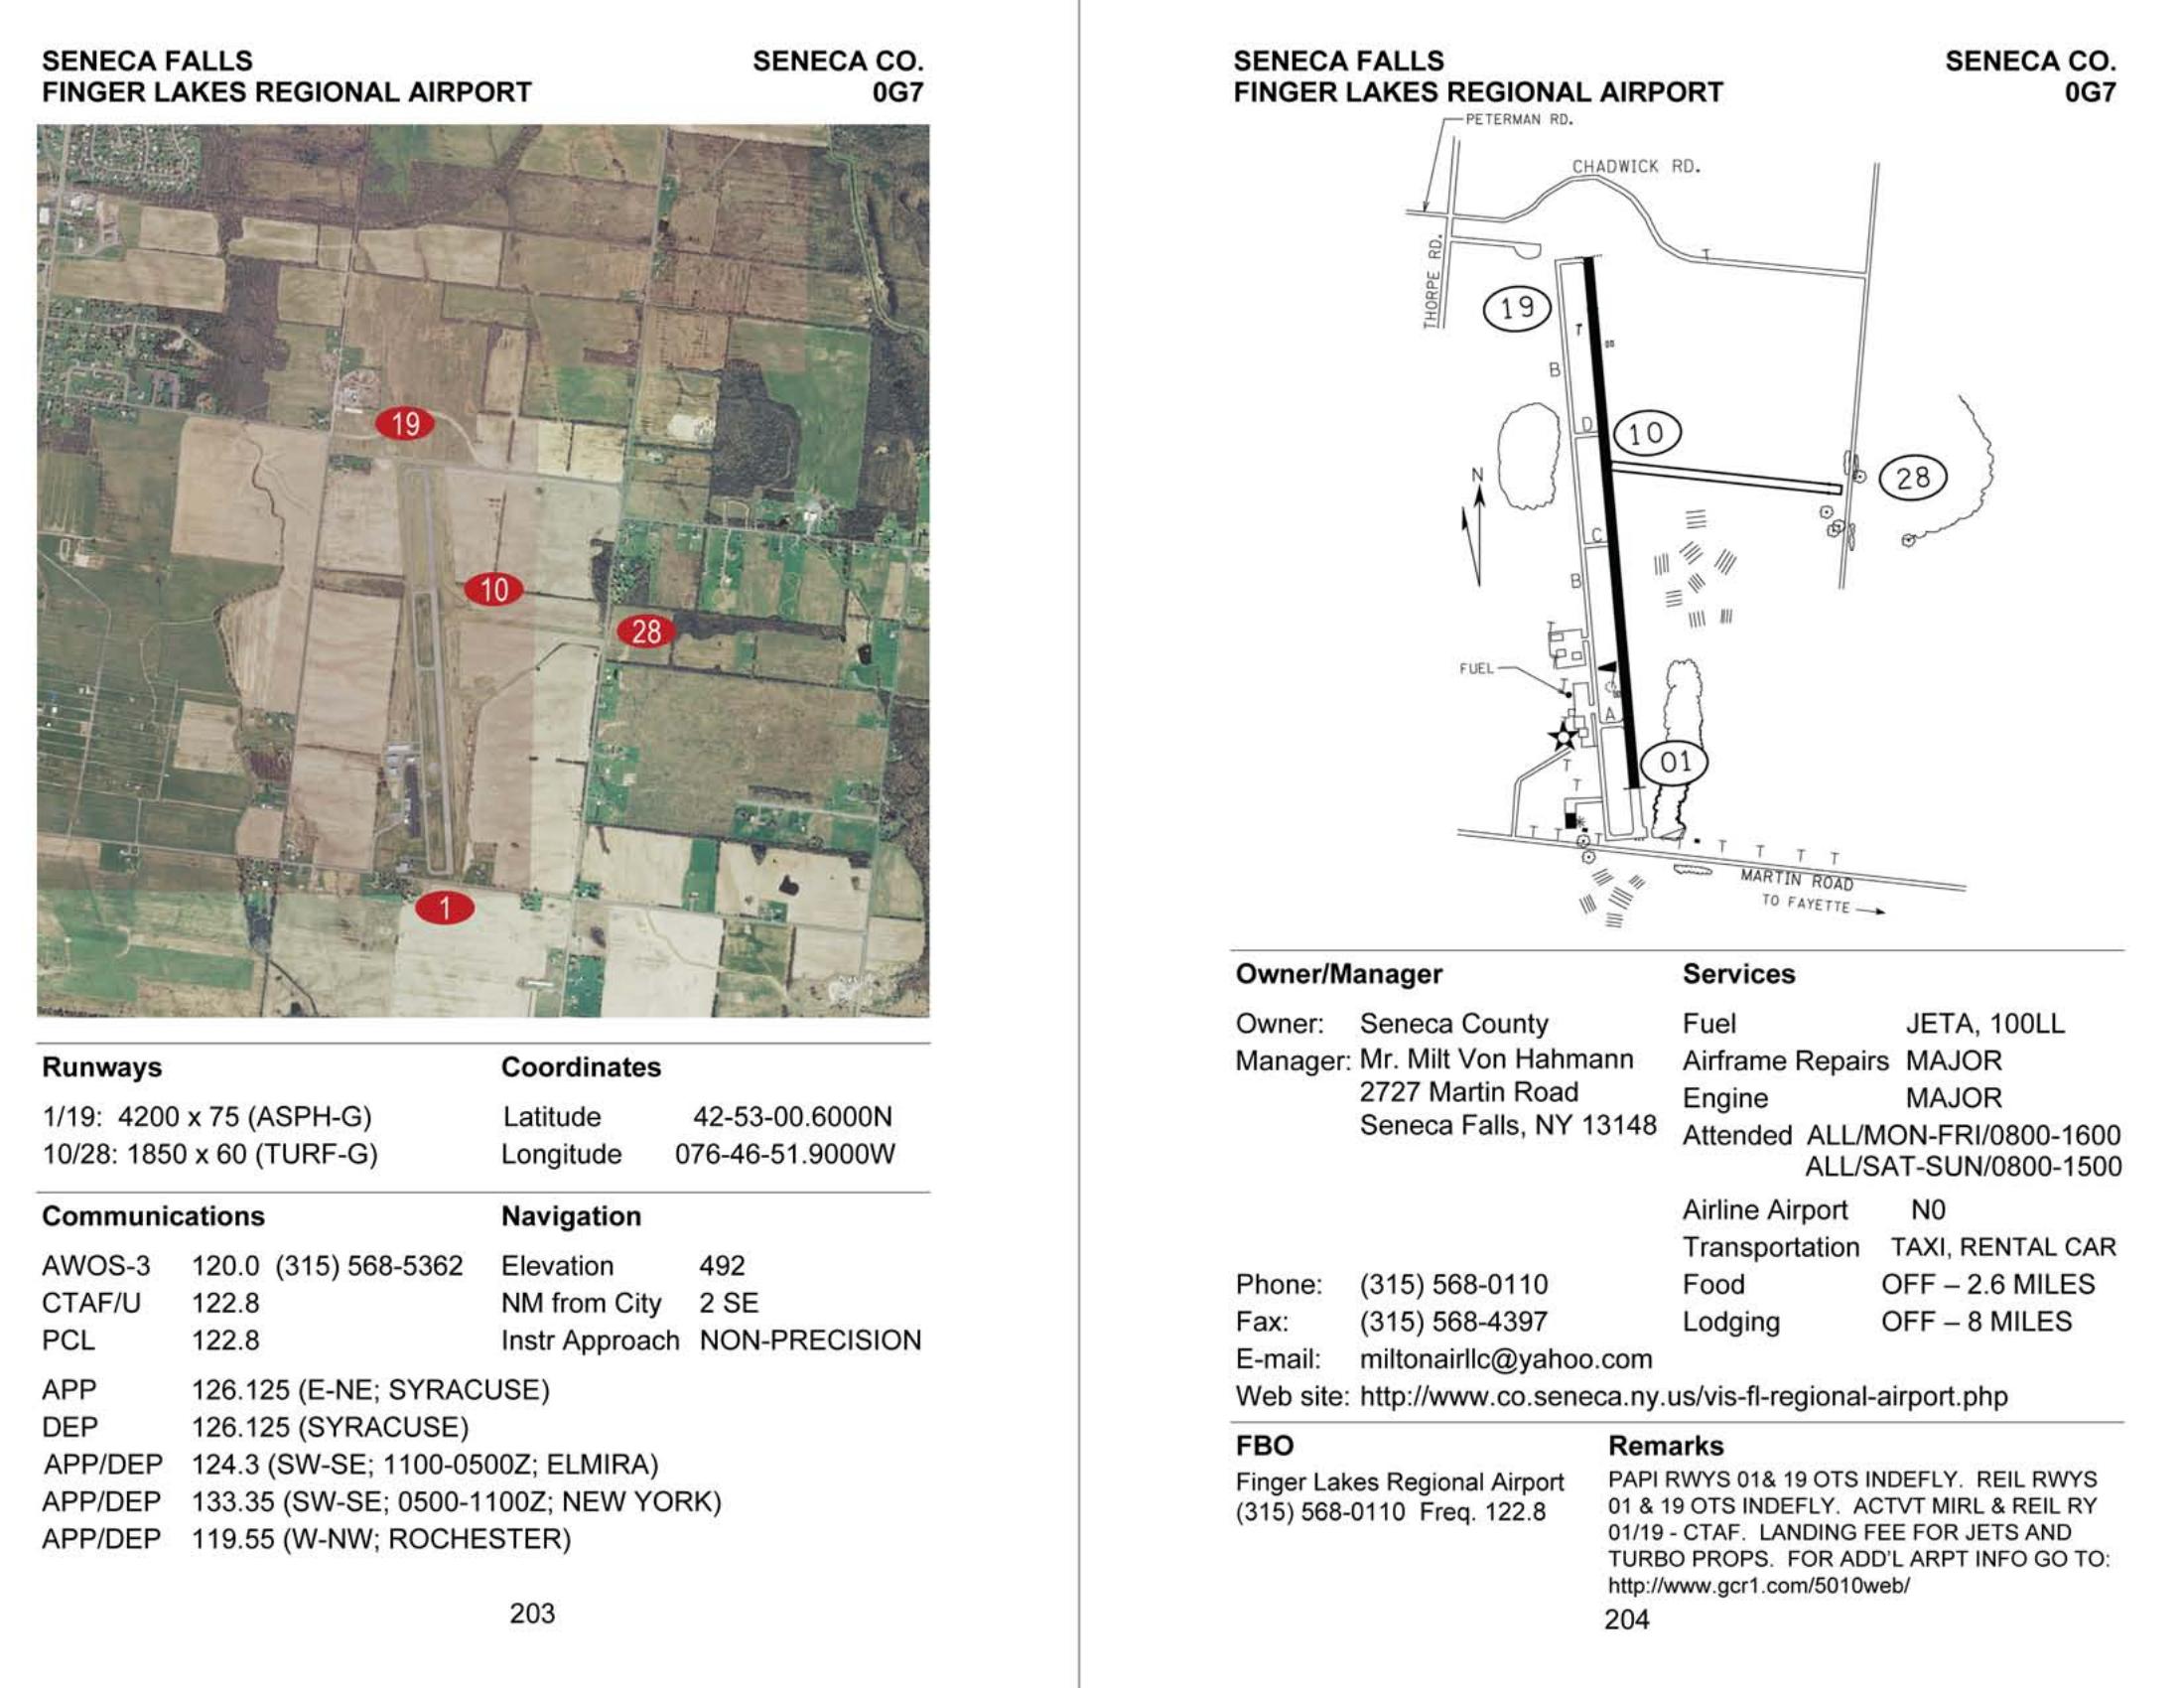 SENECA FALLS
SENECA CO.
FINGER LAKES REGIONAL AIRPORT
0G7
19
10
28
1
Runways
1/19: 4200 x 75 (ASPH-G)
10/28: 1850 x 60 (TURF-G)
Coordinates
Latitude 42-53-00.6000N
Longitude 076-46-51.9000W
Communications
AWOS-3 120.0 (315) 568-5362
CTAF/U 122.8
PCL 122.8
Navigation
Elevation 492
NM from City 2 SE
Instr Approach NON-PRECISION
APP 126.125 (E-NE; SYRACUSE)
DEP 126.125 (SYRACUSE)
APP/DEP 124.3 (SW-SE; 1100-0500Z; ELMIRA)
APP/DEP 133.35 (SW-SE; 0500-1100Z; NEW YORK)
APP/DEP 119.55 (W-NW; ROCHESTER)
203
SENECA FALLS
SENECA CO.
FINGER LAKES REGIONAL AIRPORT
0G7
PETERMAN RD.
CHADWICK RD.
THORPE RD.
T
19
T
B
D
10
N
28
C
B
T
FUEL
T
A
T
01
T
T T T T T T T T
MARTIN ROAD
TO FAYETTE
Owner/Manager
Owner: Seneca County
Manager: Mr. Milt Von Hahmann
2727 Martin Road
Seneca Falls, NY 13148
Phone: (315) 568-0110
Fax: (315) 568-4397
E-mail: miltonairllc@yahoo.com
Web site: http://www.co.seneca.ny.us/vis-fl-regional-airport.php
Services
Fuel JETA, 100LL
Airframe Repairs MAJOR
Engine MAJOR
Attended ALL/MON-FRI/0800-1600
ALL/SAT-SUN/0800-1500
Airline Airport N0
Transportation TAXI, RENTAL CAR
Food OFF – 2.6 MILES
Lodging OFF – 8 MILES
FBO
Finger Lakes Regional Airport
(315) 568-0110 Freq. 122.8
Remarks
PAPI RWYS 01& 19 OTS INDEFLY. REIL RWYS
01 & 19 OTS INDEFLY. ACTVT MIRL & REIL RY
01/19 - CTAF. LANDING FEE FOR JETS AND
TURBO PROPS. FOR ADD'L ARPT INFO GO TO:
http://www.gcr1.com/5010web/
204